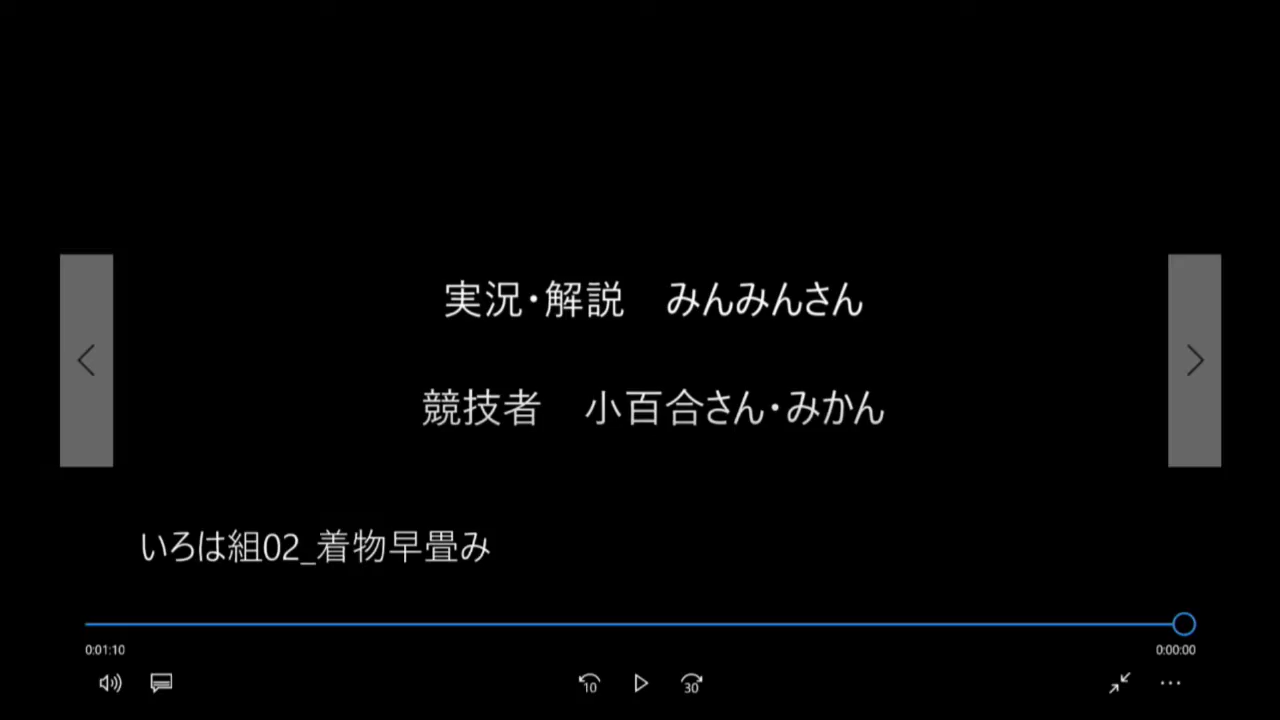 実況・解説　みんみんさん
競技者　小百合さん・みかん
いろは組02_着物早畳み
0:01:10
0:00:00
10
30